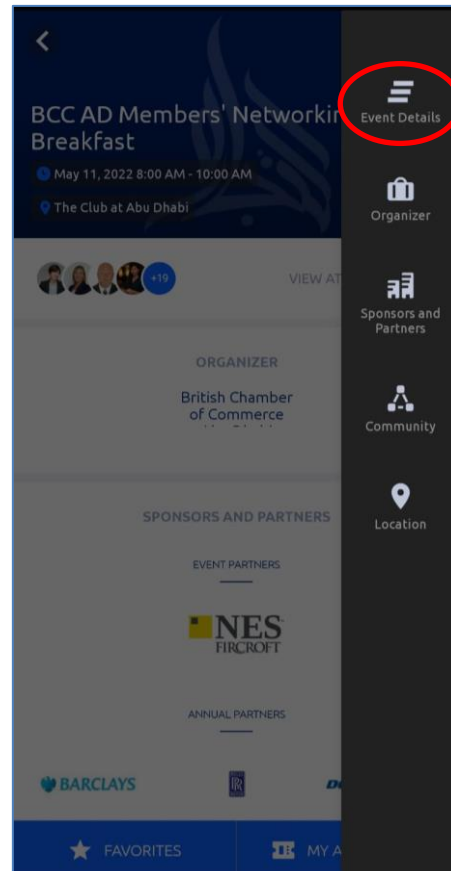 BCC AD Members' Networkin
Breakfast
May 11, 2022 8:00 AM - 10:00 AM
The Club at Abu Dhabi
+19
VIEW AT
ORGANIZER
British Chamber
of Commerce
SPONSORS AND PARTNERS
EVENT PARTNERS
NES
FIRCROFT
ANNUAL PARTNERS
BARCLAYS
FAVORITES
MY A
Event Details
Organizer
Sponsors and
Partners
Community
Location